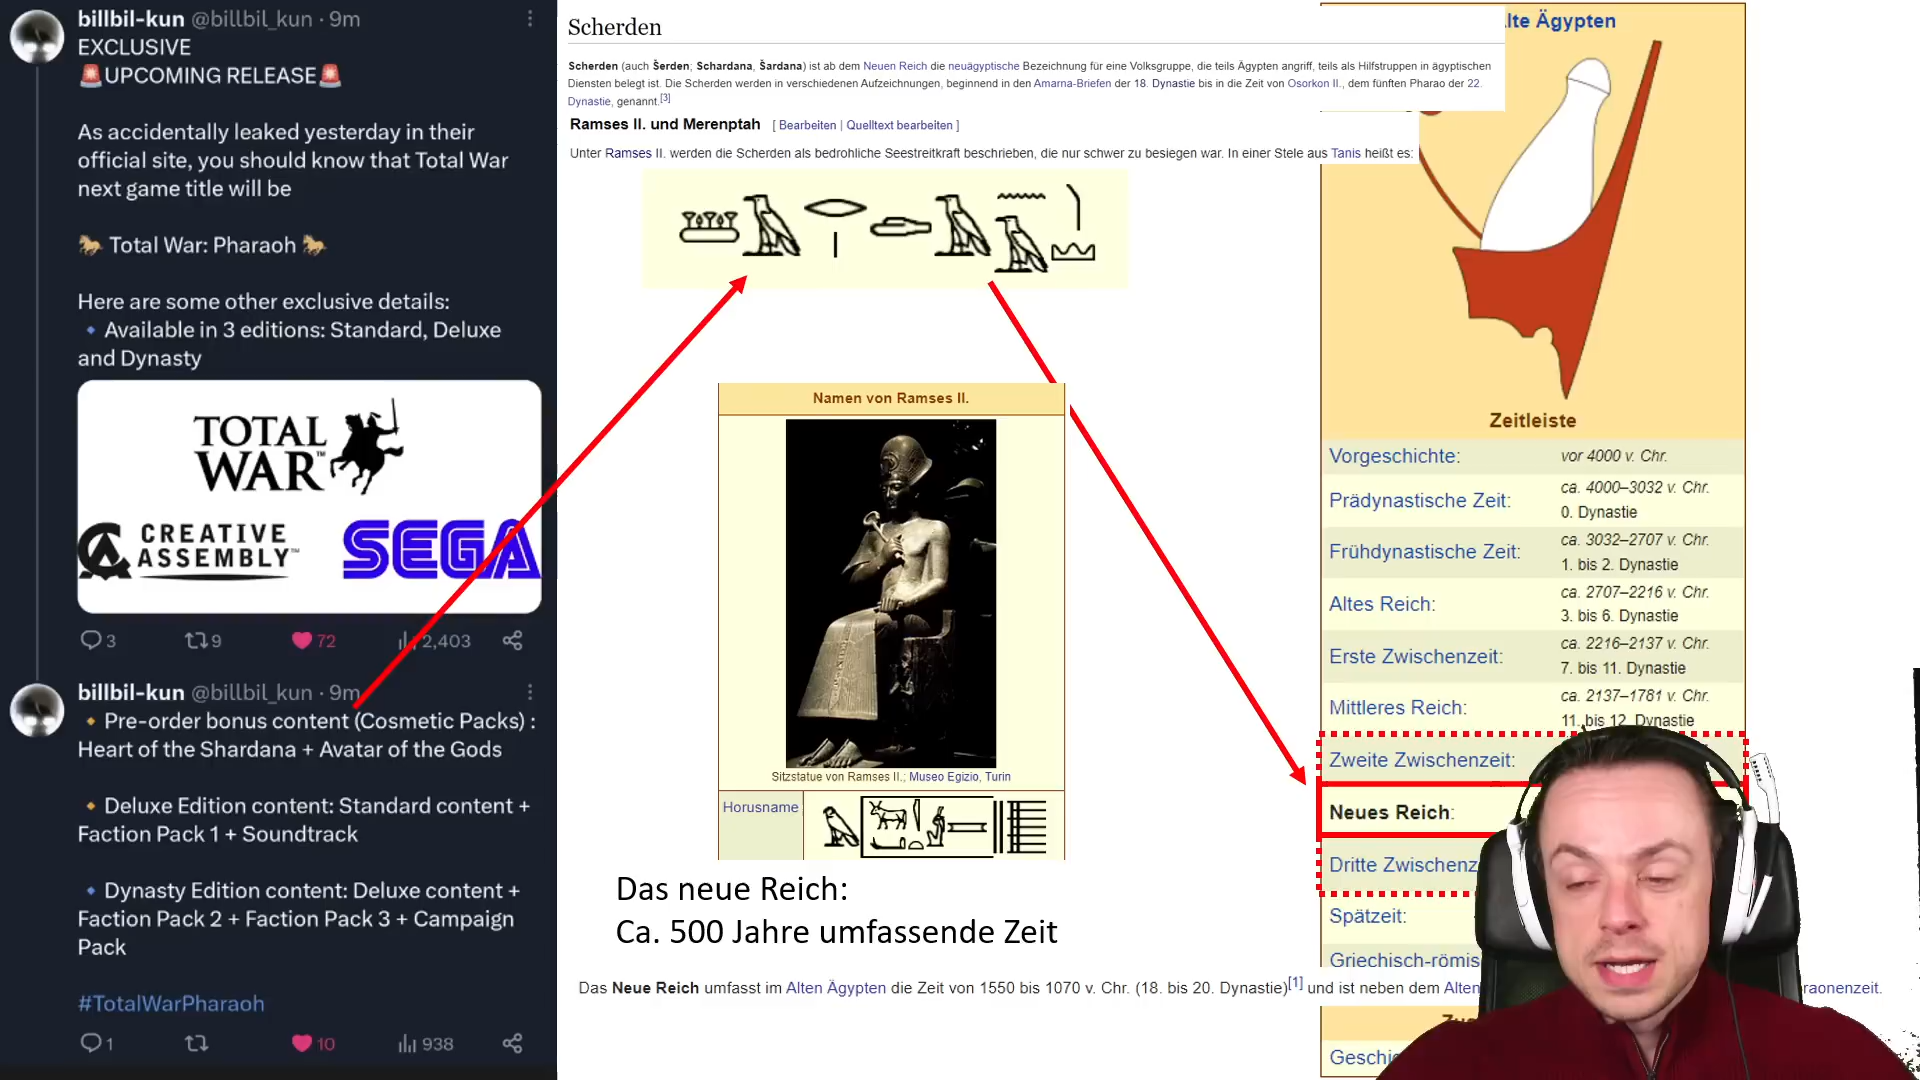 billbil-kun @billbil_kun · 9m
EXCLUSIVE
🚨UPCOMING RELEASE🚨
As accidentally leaked yesterday in their
official site, you should know that Total War
next game title will be
🐎 Total War: Pharaoh 🐎
Here are some other exclusive details:
🔹 Available in 3 editions: Standard, Deluxe
and Dynasty
TOTAL
WAR™
CREATIVE
ASSEMBLY™
SEGA
3 9 72 2,403
billbil-kun @billbil_kun · 9m
🔸 Pre-order bonus content (Cosmetic Packs) :
Heart of the Shardana + Avatar of the Gods
🔸 Deluxe Edition content: Standard content +
Faction Pack 1 + Soundtrack
🔹 Dynasty Edition content: Deluxe content +
Faction Pack 2 + Faction Pack 3 + Campaign
Pack
#TotalWarPharaoh
1 10 938
Scherden
Scherden (auch Šerden; Schardana, Šardana) ist ab dem Neuen Reich die neuägyptische Bezeichnung für eine Volksgruppe, die teils Ägypten angriff, teils als Hilfstruppen in ägyptischen
Diensten belegt ist. Die Scherden werden in verschiedenen Aufzeichnungen, beginnend in den Amarna-Briefen der 18. Dynastie bis in die Zeit von Osorkon II., dem fünften Pharao der 22.
Dynastie, genannt.[3]
Ramses II. und Merenptah [ Bearbeiten | Quelltext bearbeiten ]
Unter Ramses II. werden die Scherden als bedrohliche Seestreitkraft beschrieben, die nur schwer zu besiegen war. In einer Stele aus Tanis heißt es:
Namen von Ramses II.
Sitzstatue von Ramses II.; Museo Egizio, Turin
Horusname
Das neue Reich:
Ca. 500 Jahre umfassende Zeit
Das Neue Reich umfasst im Alten Ägypten die Zeit von 1550 bis 1070 v. Chr. (18. bis 20. Dynastie)[1] und ist neben dem Alten
Ägypten
Zeitleiste
Vorgeschichte: vor 4000 v. Chr.
Prädynastische Zeit: ca. 4000–3032 v. Chr.
0. Dynastie
Frühdynastische Zeit: ca. 3032–2707 v. Chr.
1. bis 2. Dynastie
Altes Reich: ca. 2707–2216 v. Chr.
3. bis 6. Dynastie
Erste Zwischenzeit: ca. 2216–2137 v. Chr.
7. bis 11. Dynastie
Mittleres Reich: ca. 2137–1781 v. Chr.
11. bis 12. Dynastie
Zweite Zwischenzeit:
Neues Reich:
Dritte
Spätzeit: